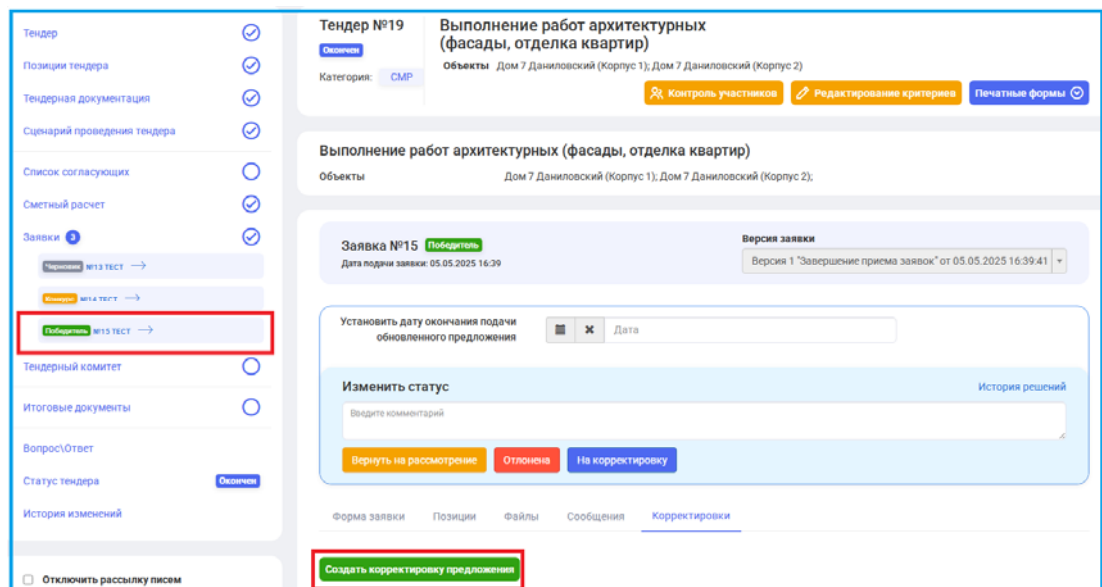 Тендер
Позиции тендера
Тендерная документация
Сценарий проведения тендера
Список согласующих
Сметный расчет
Заявки 3
Черновик №13 ТЕСТ
Конкурс №14 ТЕСТ
Победитель №15 ТЕСТ
Тендерный комитет
Итоговые документы
Вопрос\Ответ
Статус тендера Окончен
История изменений
Отключить рассылку писем
Тендер №19
Окончен
Категория: СМР
Выполнение работ архитектурных
(фасады, отделка квартир)
Объекты Дом 7 Даниловский (Корпус 1); Дом 7 Даниловский (Корпус 2)
Контроль участников Редактирование критериев Печатные формы
Выполнение работ архитектурных (фасады, отделка квартир)
Объекты Дом 7 Даниловский (Корпус 1); Дом 7 Даниловский (Корпус 2);
Заявка №15 Победитель
Дата подачи заявки: 05.05.2025 16:39
Версия заявки
Версия 1 "Завершение приема заявок" от 05.05.2025 16:39:41
Установить дату окончания подачи
обновленного предложения
Дата
Изменить статус История решений
Введите комментарий
Вернуть на рассмотрение Отклонена На корректировку
Форма заявки Позиции Файлы Сообщения Корректировки
Создать корректировку предложения